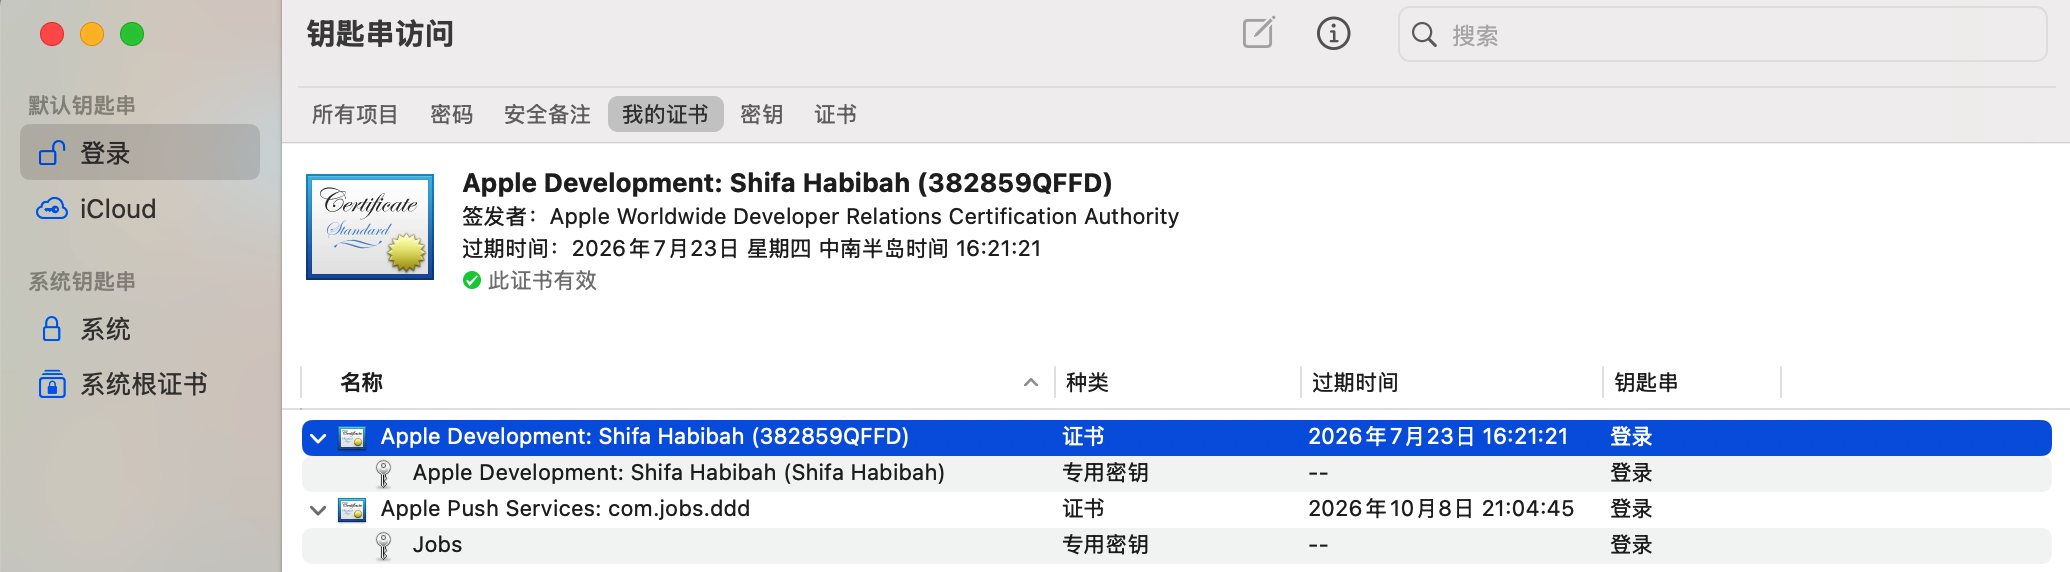 钥匙串访问
搜索
默认钥匙串
登录
iCloud
系统钥匙串
系统
系统根证书
所有项目 密码 安全备注 我的证书 密钥 证书
Certificate
Standard
Apple Development: Shifa Habibah (382859QFFD)
签发者：Apple Worldwide Developer Relations Certification Authority
过期时间：2026年7月23日 星期四 中南半岛时间 16:21:21
此证书有效
名称 种类 过期时间 钥匙串
Apple Development: Shifa Habibah (382859QFFD) 证书 2026年7月23日 16:21:21 登录
Apple Development: Shifa Habibah (Shifa Habibah) 专用密钥 -- 登录
Apple Push Services: com.jobs.ddd 证书 2026年10月8日 21:04:45 登录
Jobs 专用密钥 -- 登录